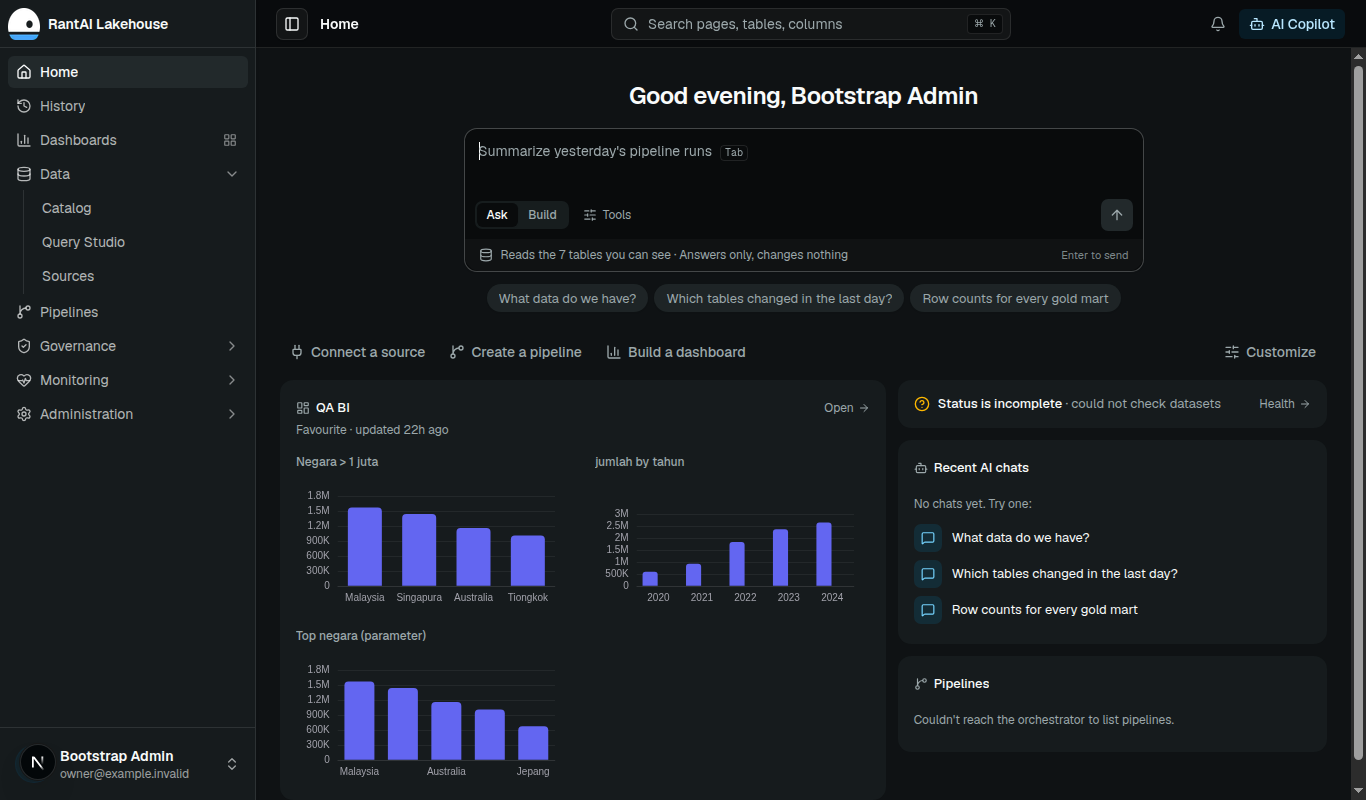 RantAI Lakehouse
Home
Search pages, tables, columns
⌘ K
AI Copilot
Home
History
Dashboards
Data
Catalog
Query Studio
Sources
Pipelines
Governance
Monitoring
Administration
Good evening, Bootstrap Admin
Summarize yesterday's pipeline runs Tab
Ask Build Tools
Reads the 7 tables you can see · Answers only, changes nothing
Enter to send
What data do we have?
Which tables changed in the last day?
Row counts for every gold mart
Connect a source
Create a pipeline
Build a dashboard
Customize
QA BI
Open →
Favourite · updated 22h ago
Negara > 1 juta
1.8M
1.5M
1.2M
900K
600K
300K
0
Malaysia Singapura Australia Tiongkok
jumlah by tahun
3M
2.5M
2M
1.5M
1M
500K
0
2020 2021 2022 2023 2024
Top negara (parameter)
1.8M
1.5M
1.2M
900K
600K
300K
0
Malaysia Australia Jepang
Status is incomplete · could not check datasets
Health →
Recent AI chats
No chats yet. Try one:
What data do we have?
Which tables changed in the last day?
Row counts for every gold mart
Pipelines
Couldn't reach the orchestrator to list pipelines.
N
Bootstrap Admin
owner@example.invalid